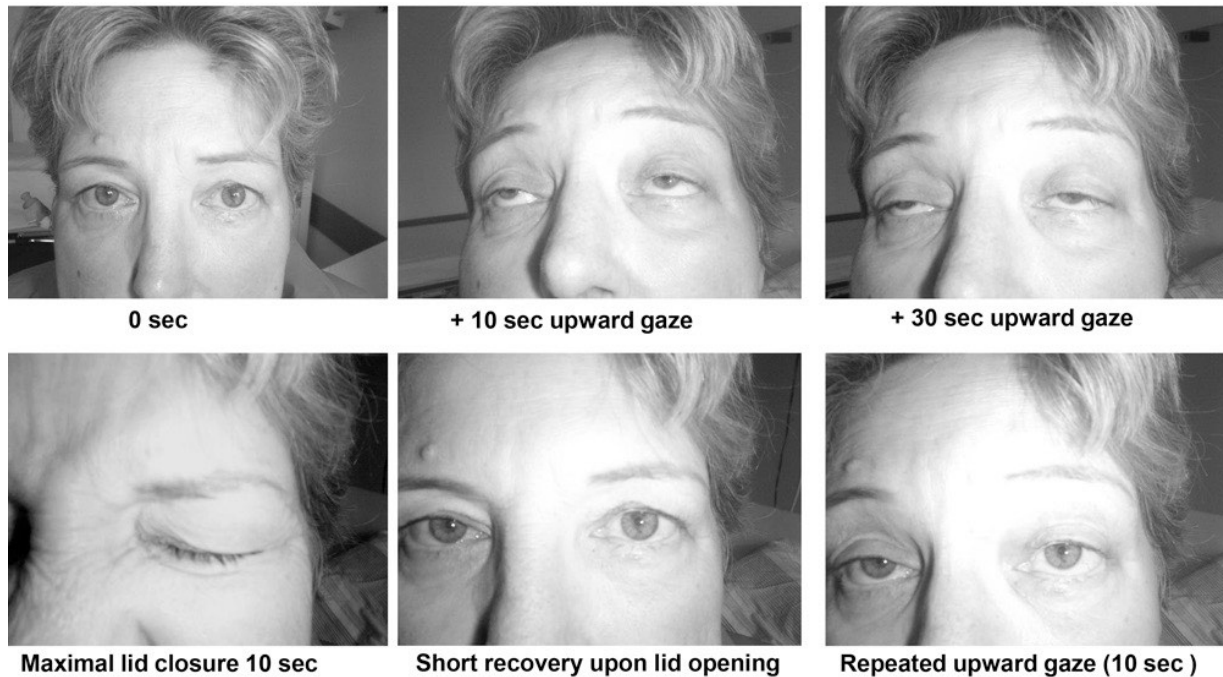 0 sec
+ 10 sec upward gaze
+ 30 sec upward gaze
Maximal lid closure 10 sec
Short recovery upon lid opening
Repeated upward gaze (10 sec )